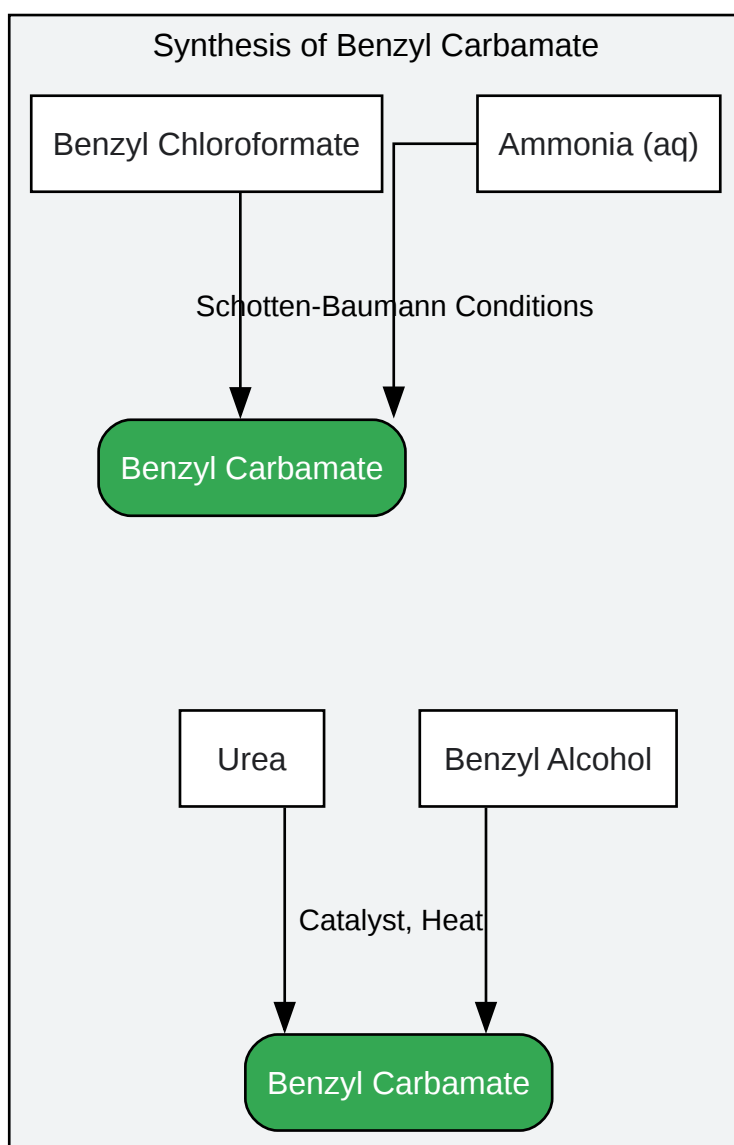 Synthesis of Benzyl Carbamate
Benzyl Chloroformate
Ammonia (aq)
Schotten-Baumann Conditions
Benzyl Carbamate
Urea
Benzyl Alcohol
Catalyst, Heat
Benzyl Carbamate